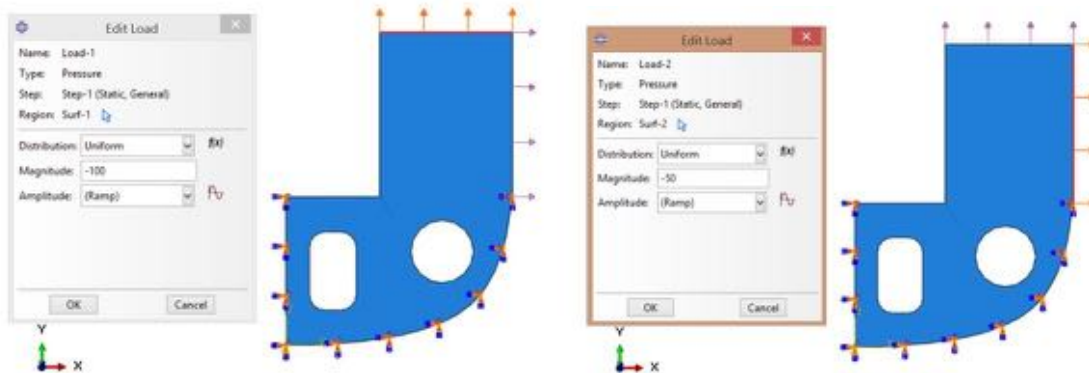 Edit Load
Name: Load-1
Type: Pressure
Step: Step-1 (Static, General)
Region: Surf-1
Distribution: Uniform f(x)
Magnitude: -100
Amplitude: (Ramp)
OK Cancel
Y
X
Edit Load
Name: Load-2
Type: Pressure
Step: Step-1 (Static, General)
Region: Surf-2
Distribution: Uniform f(x)
Magnitude: -50
Amplitude: (Ramp)
OK Cancel
Y
X